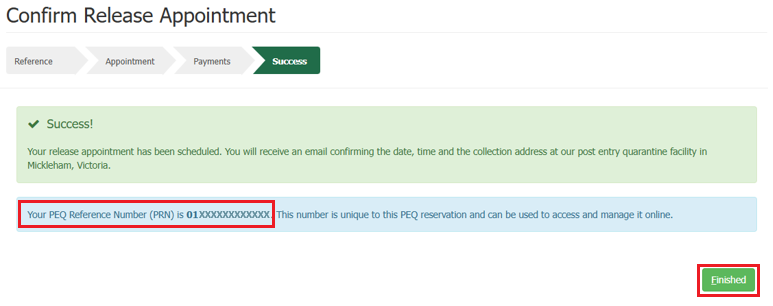 Confirm Release Appointment
Reference Appointment Payments Success
✔ Success!
Your release appointment has been scheduled. You will receive an email confirming the date, time and the collection address at our post entry quarantine facility in
Mickleham, Victoria.
Your PEQ Reference Number (PRN) is 01XXXXXXXXXXXX. This number is unique to this PEQ reservation and can be used to access and manage it online.
Finished